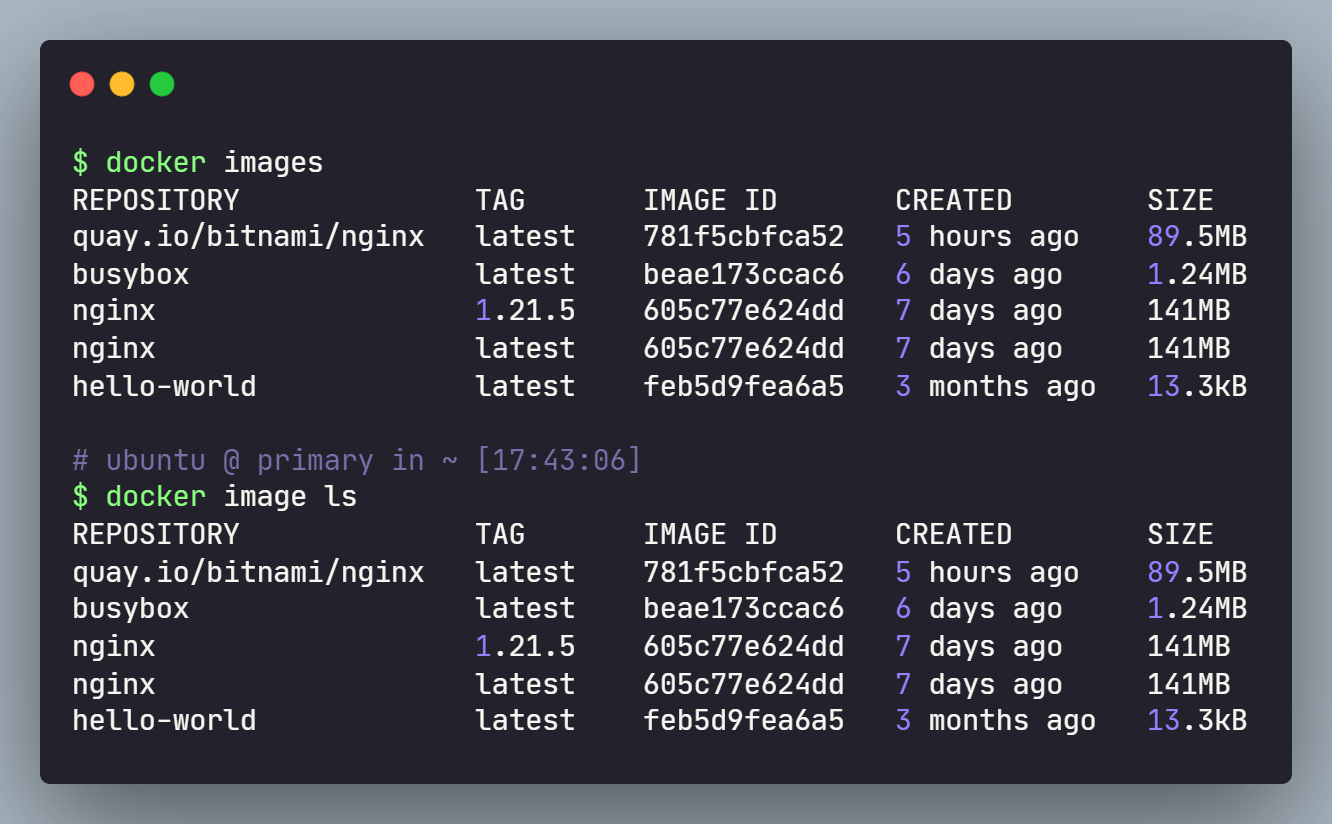 $ docker images
REPOSITORY              TAG       IMAGE ID       CREATED        SIZE
quay.io/bitnami/nginx   latest    781f5cbfca52   5 hours ago    89.5MB
busybox                 latest    beae173ccac6   6 days ago     1.24MB
nginx                   1.21.5    605c77e624dd   7 days ago     141MB
nginx                   latest    605c77e624dd   7 days ago     141MB
hello-world             latest    feb5d9fea6a5   3 months ago   13.3kB

# ubuntu @ primary in ~ [17:43:06]
$ docker image ls
REPOSITORY              TAG       IMAGE ID       CREATED        SIZE
quay.io/bitnami/nginx   latest    781f5cbfca52   5 hours ago    89.5MB
busybox                 latest    beae173ccac6   6 days ago     1.24MB
nginx                   1.21.5    605c77e624dd   7 days ago     141MB
nginx                   latest    605c77e624dd   7 days ago     141MB
hello-world             latest    feb5d9fea6a5   3 months ago   13.3kB